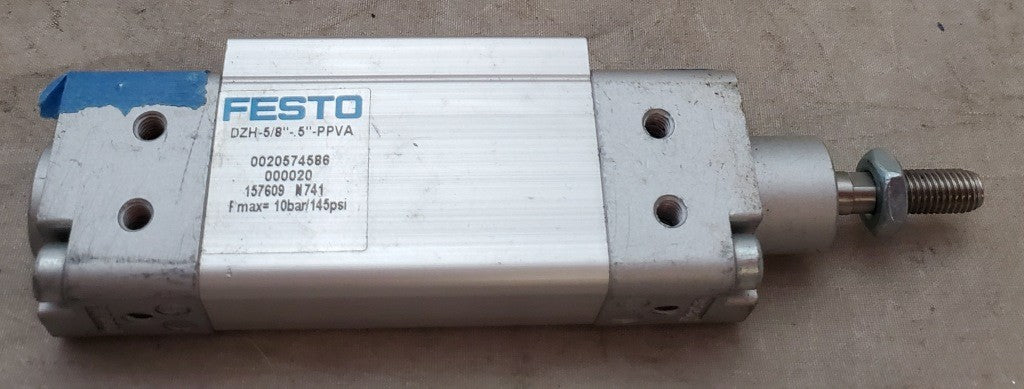 FESTO
DZH-5/8"-.5"-PPVA
0020574586
000020
157609 N741
Pmax= 10bar/145psi